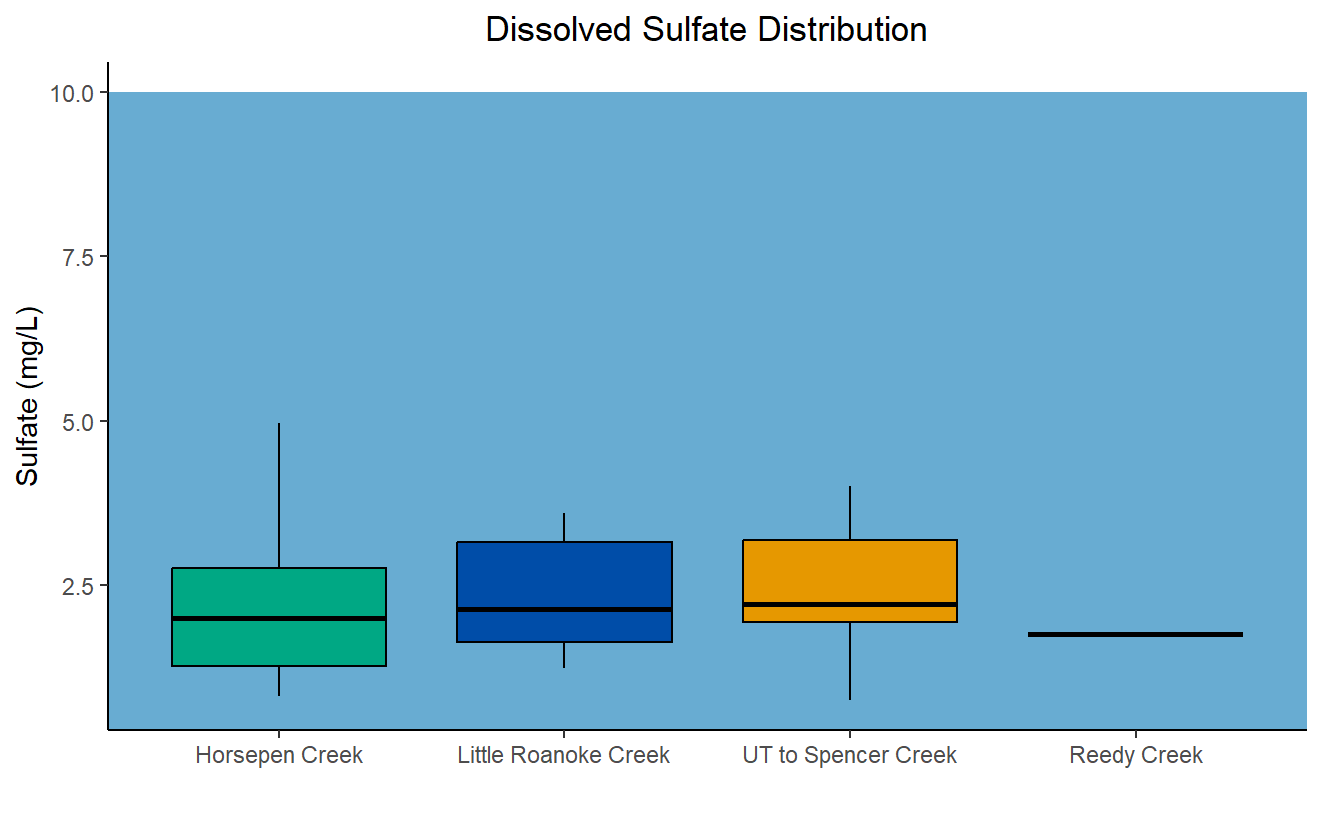 Dissolved Sulfate Distribution
Sulfate (mg/L)
10.0
7.5
5.0
2.5
Horsepen Creek
Little Roanoke Creek
UT to Spencer Creek
Reedy Creek